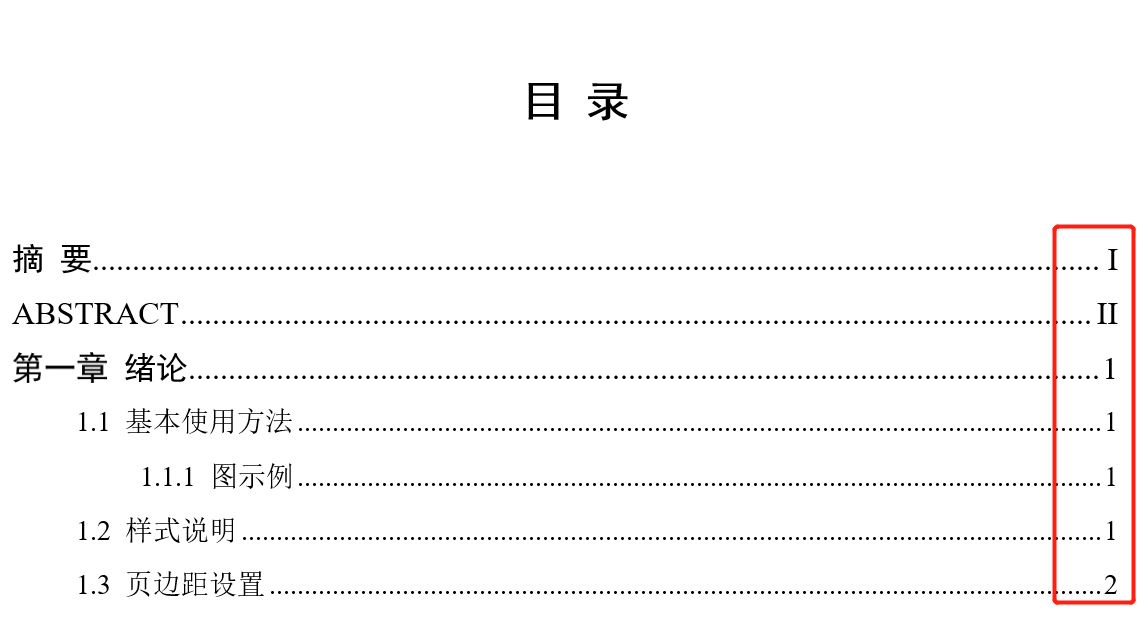 目 录
摘 要........................ I
ABSTRACT........................ II
第一章 绪论........................ 1
1.1 基本使用方法........................ 1
1.1.1 图示例........................ 1
1.2 样式说明........................ 1
1.3 页边距设置........................ 2